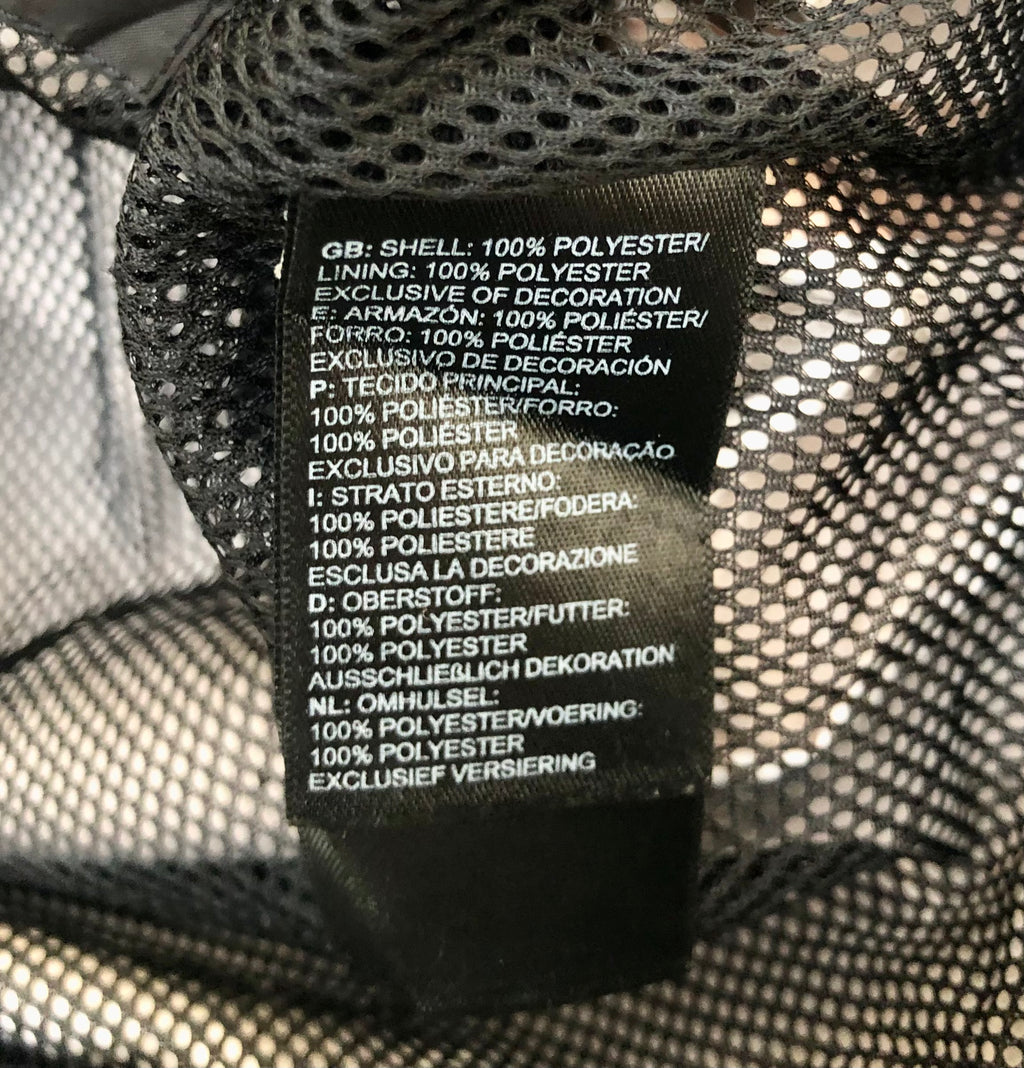 GB: SHELL: 100% POLYESTER/
LINING: 100% POLYESTER
EXCLUSIVE OF DECORATION
E: ARMAZÓN: 100% POLIÉSTER/
FORRO: 100% POLIÉSTER
EXCLUSIVO DE DECORACIÓN
P: TECIDO PRINCIPAL:
100% POLIÉSTER/FORRO:
100% POLIÉSTER
EXCLUSIVO PARA DECORAÇÃO
I: STRATO ESTERNO:
100% POLIESTERE/FODERA:
100% POLIESTERE
ESCLUSA LA DECORAZIONE
D: OBERSTOFF:
100% POLYESTER/FUTTER:
100% POLYESTER
AUSSCHLIEßLICH DEKORATION
NL: OMHULSEL:
100% POLYESTER/VOERING:
100% POLYESTER
EXCLUSIEF VERSIERING